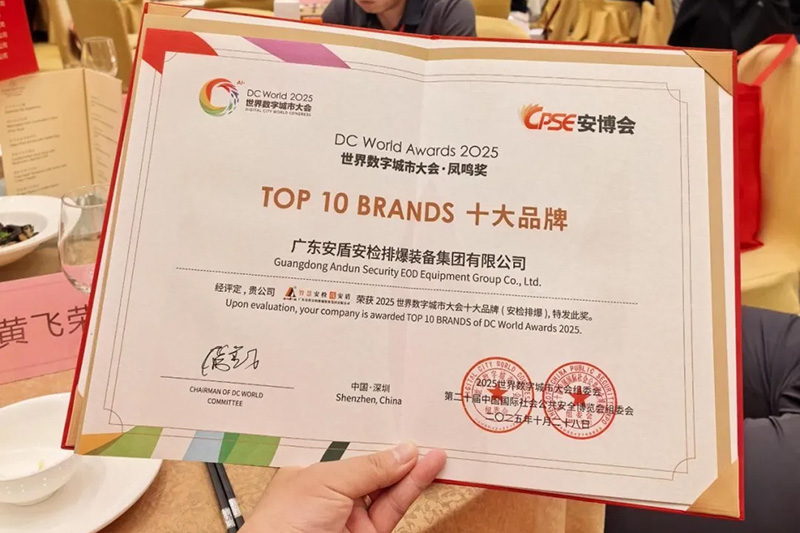 DC World 2025
世界数字城市大会
DIGITAL CITY WORLD CONGRESS
CPSE安博会
DC World Awards 2025
世界数字城市大会·凤鸣奖
TOP 10 BRANDS 十大品牌
广东安盾安检排爆装备集团有限公司
Guangdong Andun Security EOD Equipment Group Co., Ltd.
经评定，贵公司 智慧安检 安盾 荣获 2025 世界数字城市大会十大品牌（安检排爆），特发此奖。
Upon evaluation, your company is awarded TOP 10 BRANDS of DC World Awards 2025.
CHAIRMAN OF DC WORLD
COMMITTEE
中国·深圳
Shenzhen, China
2025世界数字城市大会组委会
第二十届中国国际社会公共安全博览会组委会
二〇二五年十月二十八日
黄飞荣